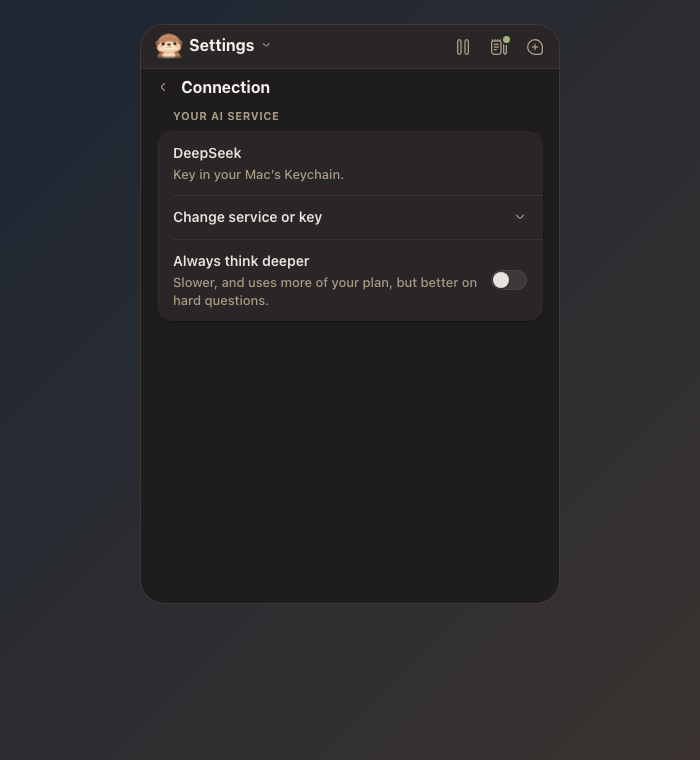 Settings
Connection
YOUR AI SERVICE
DeepSeek
Key in your Mac’s Keychain.
Change service or key
Always think deeper
Slower, and uses more of your plan, but better on
hard questions.